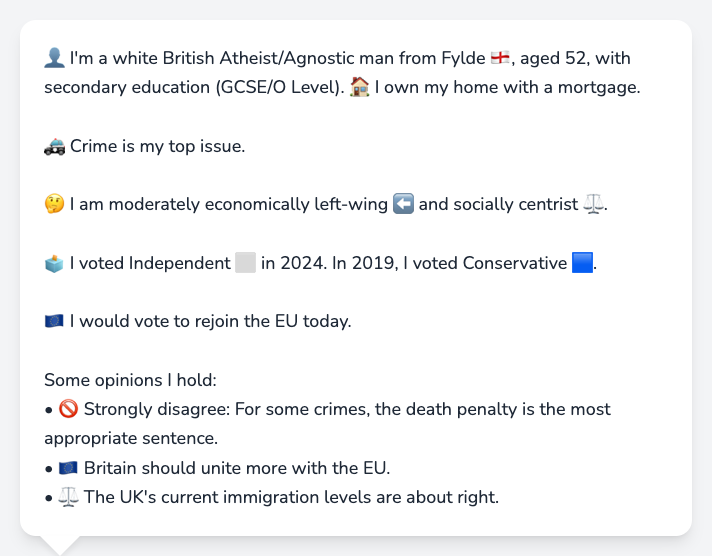 👤 I'm a white British Atheist/Agnostic man from Fylde 🏴󠁧󠁢󠁥󠁮󠁧󠁿, aged 52, with
secondary education (GCSE/O Level). 🏠 I own my home with a mortgage.
🚓 Crime is my top issue.
🤔 I am moderately economically left-wing ⬅️ and socially centrist ⚖️.
🗳️ I voted Independent ⬜ in 2024. In 2019, I voted Conservative 🟦.
🇪🇺 I would vote to rejoin the EU today.
Some opinions I hold:
• 🚫 Strongly disagree: For some crimes, the death penalty is the most
appropriate sentence.
• 🇪🇺 Britain should unite more with the EU.
• ⚖️ The UK's current immigration levels are about right.